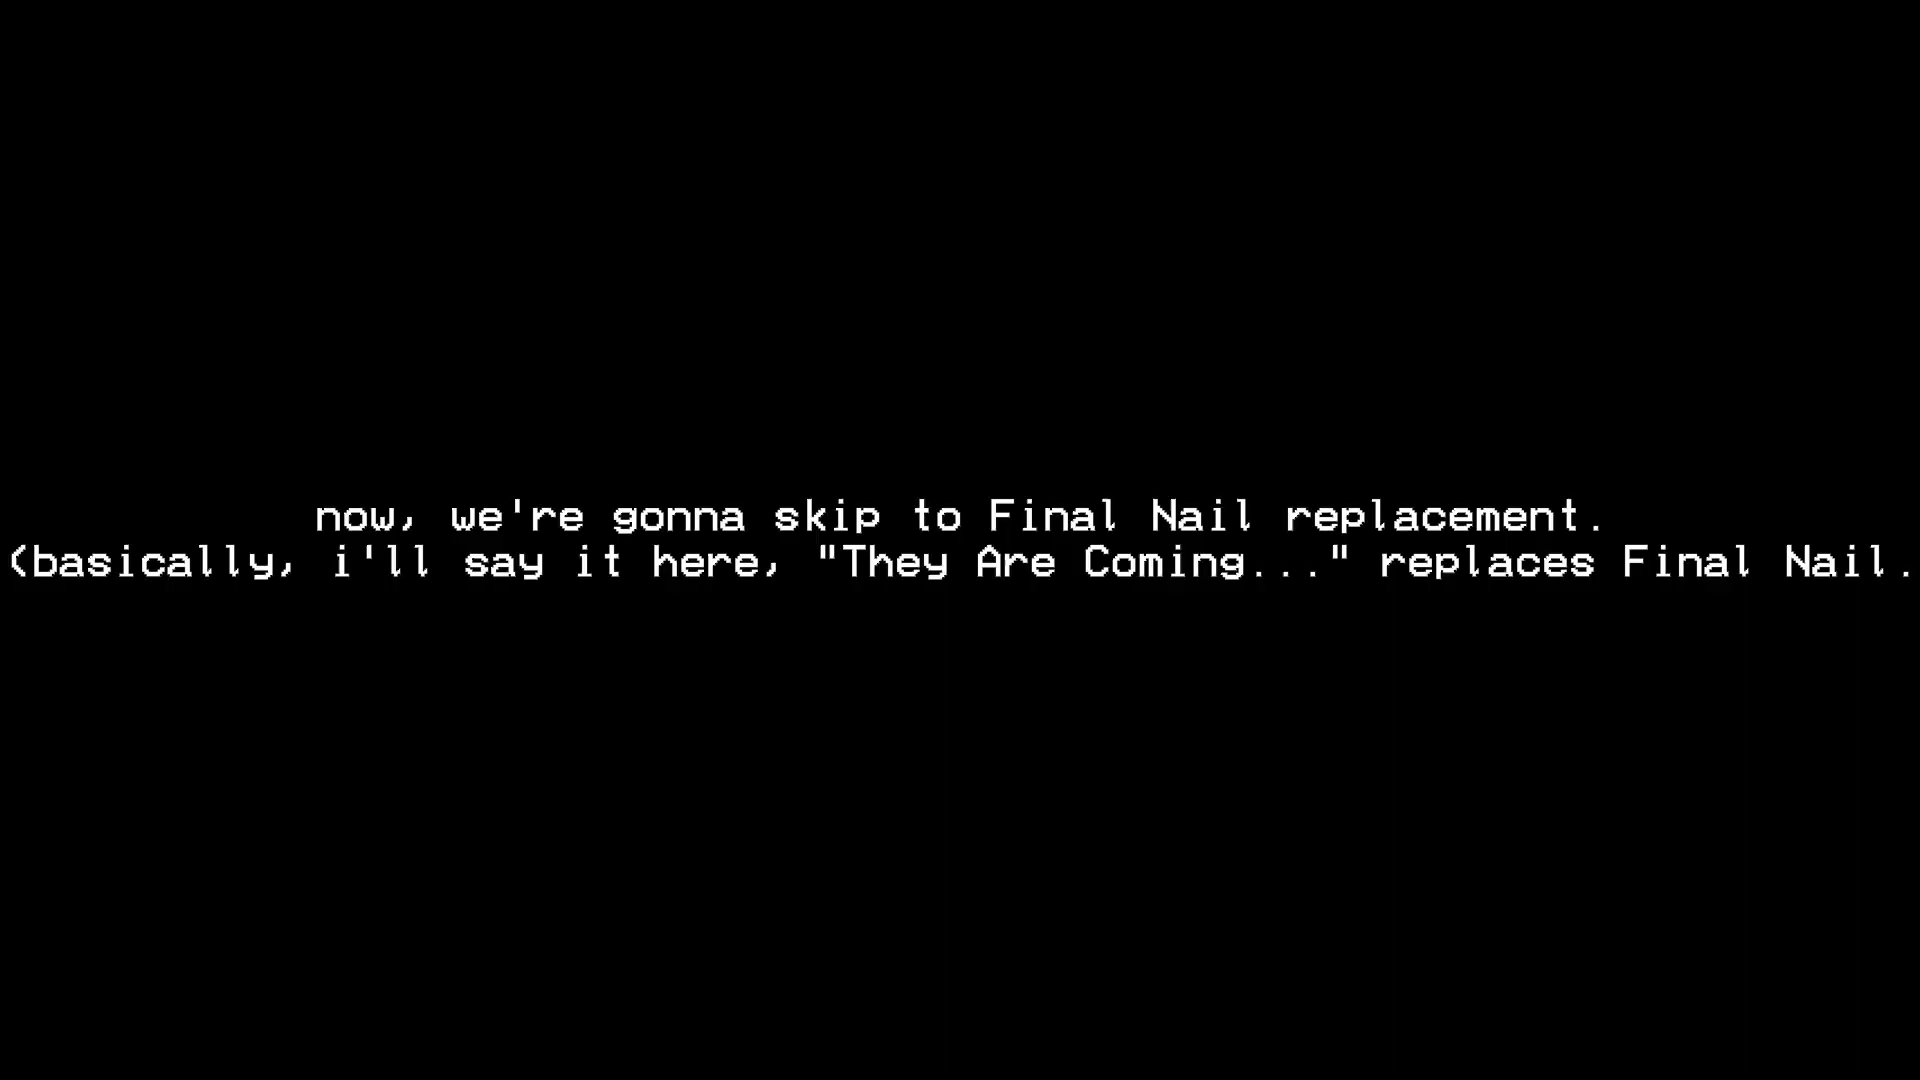 now, we're gonna skip to Final Nail replacement.
(basically, i'll say it here, "They Are Coming..." replaces Final Nail.